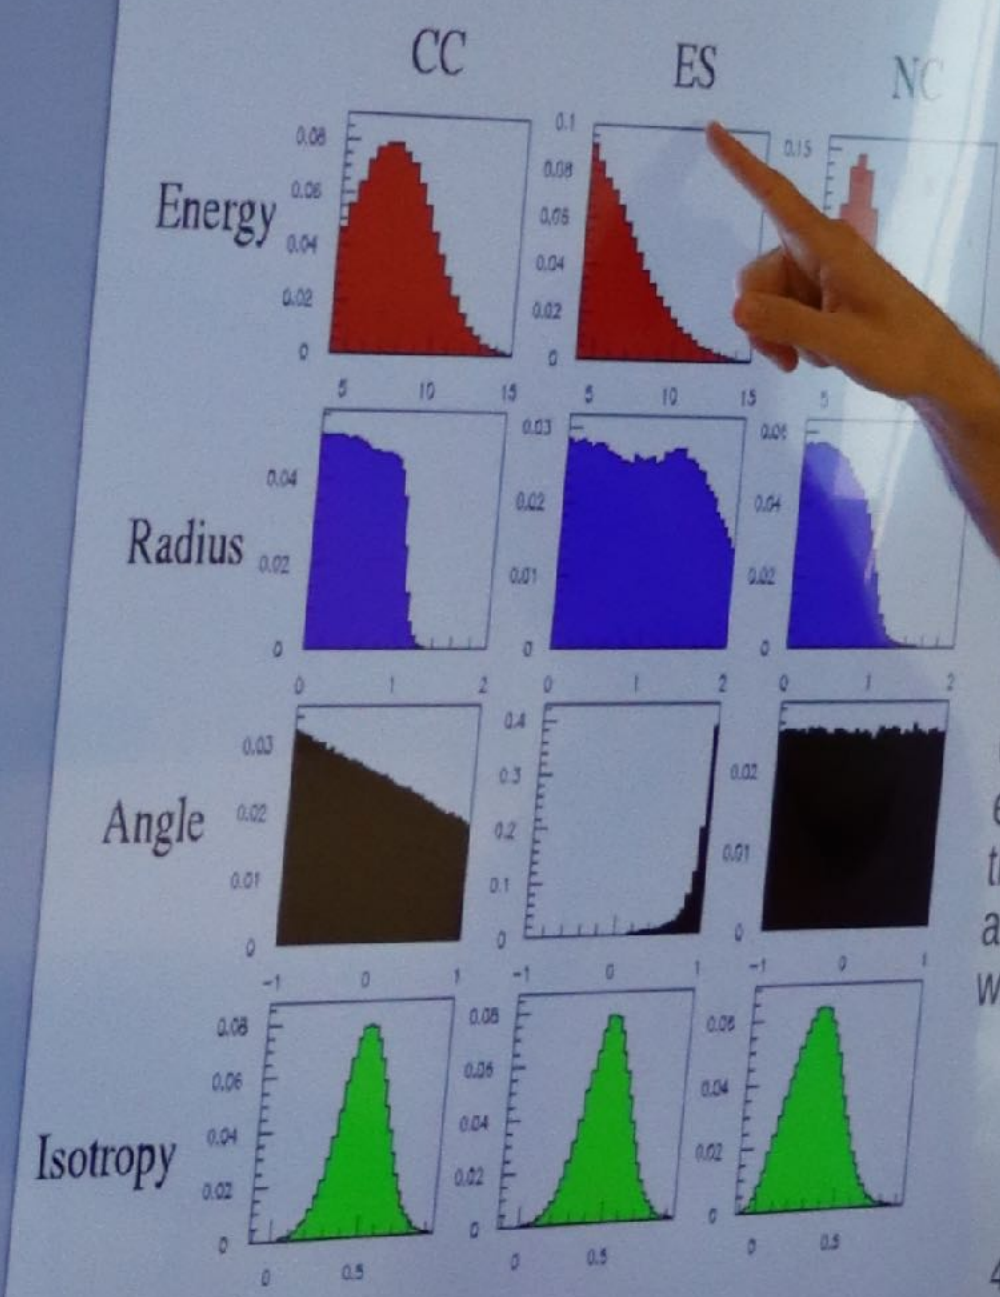 CC ES NC
Energy
0.08 0.06 0.04 0.02 0
0.1 0.08 0.06 0.04 0.02 0
0.15
5 10 15 5 10 15 5
Radius
0.04 0.02 0
0.03 0.02 0.01 0
0.06 0.04 0.02 0
0 1 2 0 1 2 0 1 2
Angle
0.03 0.02 0.01 0
0.4 0.3 0.2 0.1 0
0.02 0.01 0
-1 0 1 -1 0 1 -1 0 1
Isotropy
0.08 0.06 0.04 0.02 0
0.08 0.06 0.04 0.02 0
0.06 0.04 0.02 0
0 0.5 0 0.5 0 0.5